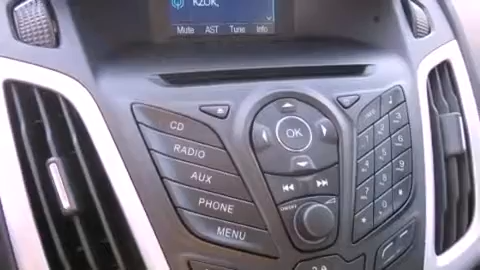 KZOK
Mute AST Tune Info
CD
RADIO
AUX
PHONE
MENU
OK
1 2 3
4 5 6
7 8 9
* 0 #